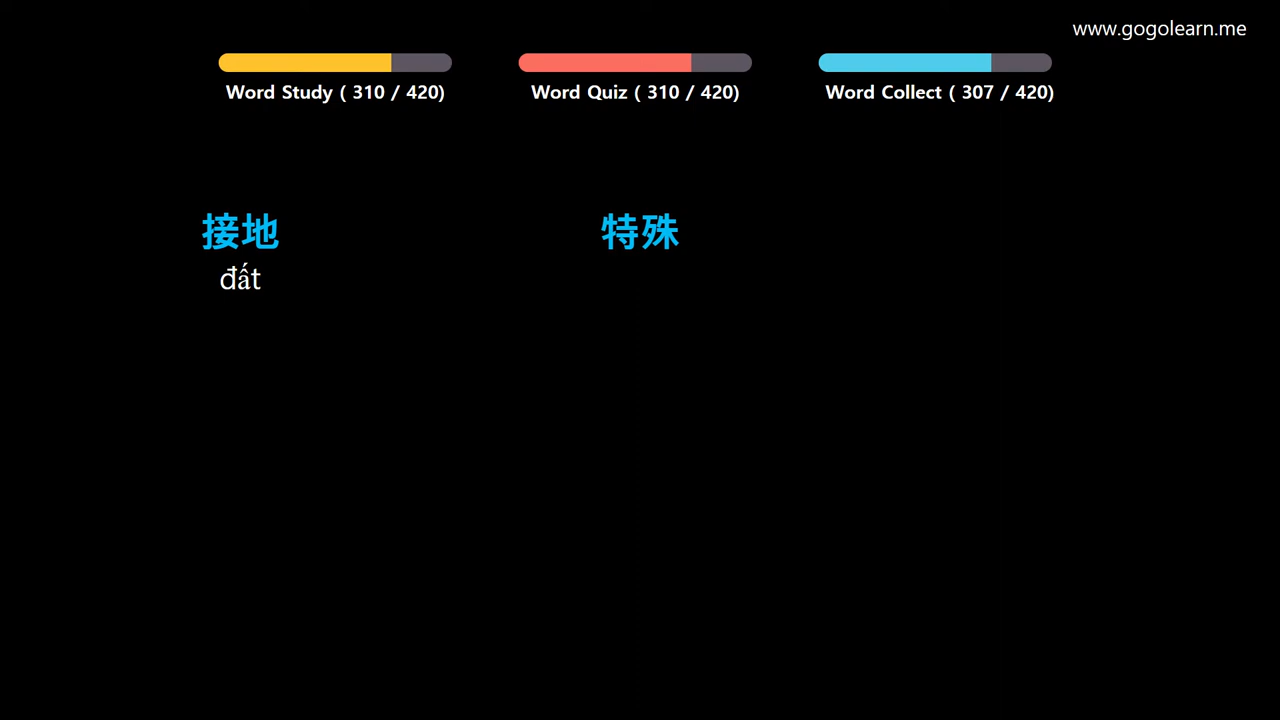 www.gogolearn.me
Word Study ( 310 / 420)
Word Quiz ( 310 / 420)
Word Collect ( 307 / 420)
接地
đất
特殊